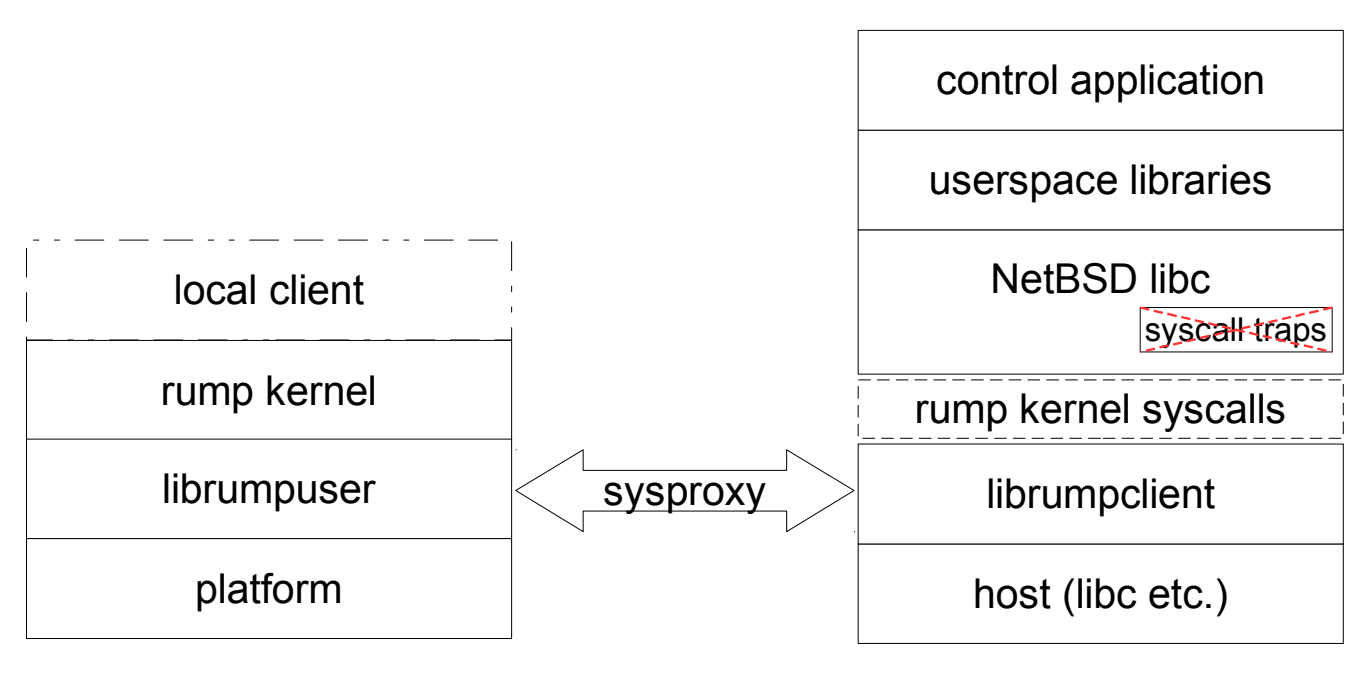 local client
rump kernel
librumpuser
platform
sysproxy
control application
userspace libraries
NetBSD libc
syscall traps
rump kernel syscalls
librumpclient
host (libc etc.)